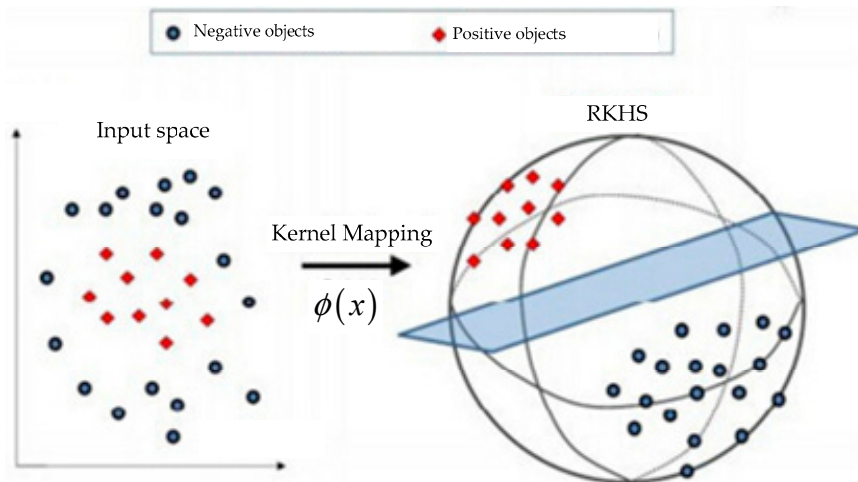 Negative objects
Positive objects
Input space
RKHS
Kernel Mapping
ϕ(x)